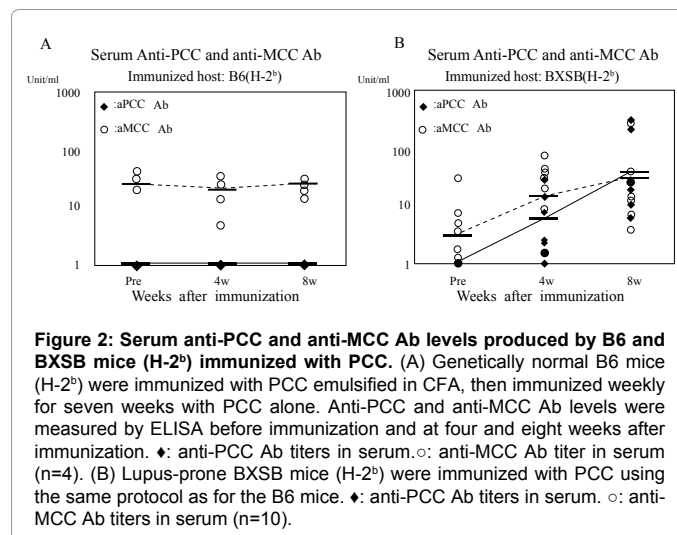 A
Serum Anti-PCC and anti-MCC Ab
Immunized host: B6(H-2ᵇ)
Unit/ml
1000
♦ :aPCC Ab
○ :aMCC Ab
100
10
1
Pre 4w 8w
Weeks after immunization
B
Serum Anti-PCC and anti-MCC Ab
Immunized host: BXSB(H-2ᵇ)
Unit/ml
1000
♦ :aPCC Ab
○ :aMCC Ab
100
10
1
Pre 4w 8w
Weeks after immunization
Figure 2: Serum anti-PCC and anti-MCC Ab levels produced by B6 and
BXSB mice (H-2ᵇ) immunized with PCC. (A) Genetically normal B6 mice
(H-2ᵇ) were immunized with PCC emulsified in CFA, then immunized weekly
for seven weeks with PCC alone. Anti-PCC and anti-MCC Ab levels were
measured by ELISA before immunization and at four and eight weeks after
immunization. ♦: anti-PCC Ab titers in serum.○: anti-MCC Ab titer in serum
(n=4). (B) Lupus-prone BXSB mice (H-2ᵇ) were immunized with PCC using
the same protocol as for the B6 mice. ♦: anti-PCC Ab titers in serum. ○: anti-
MCC Ab titers in serum (n=10).